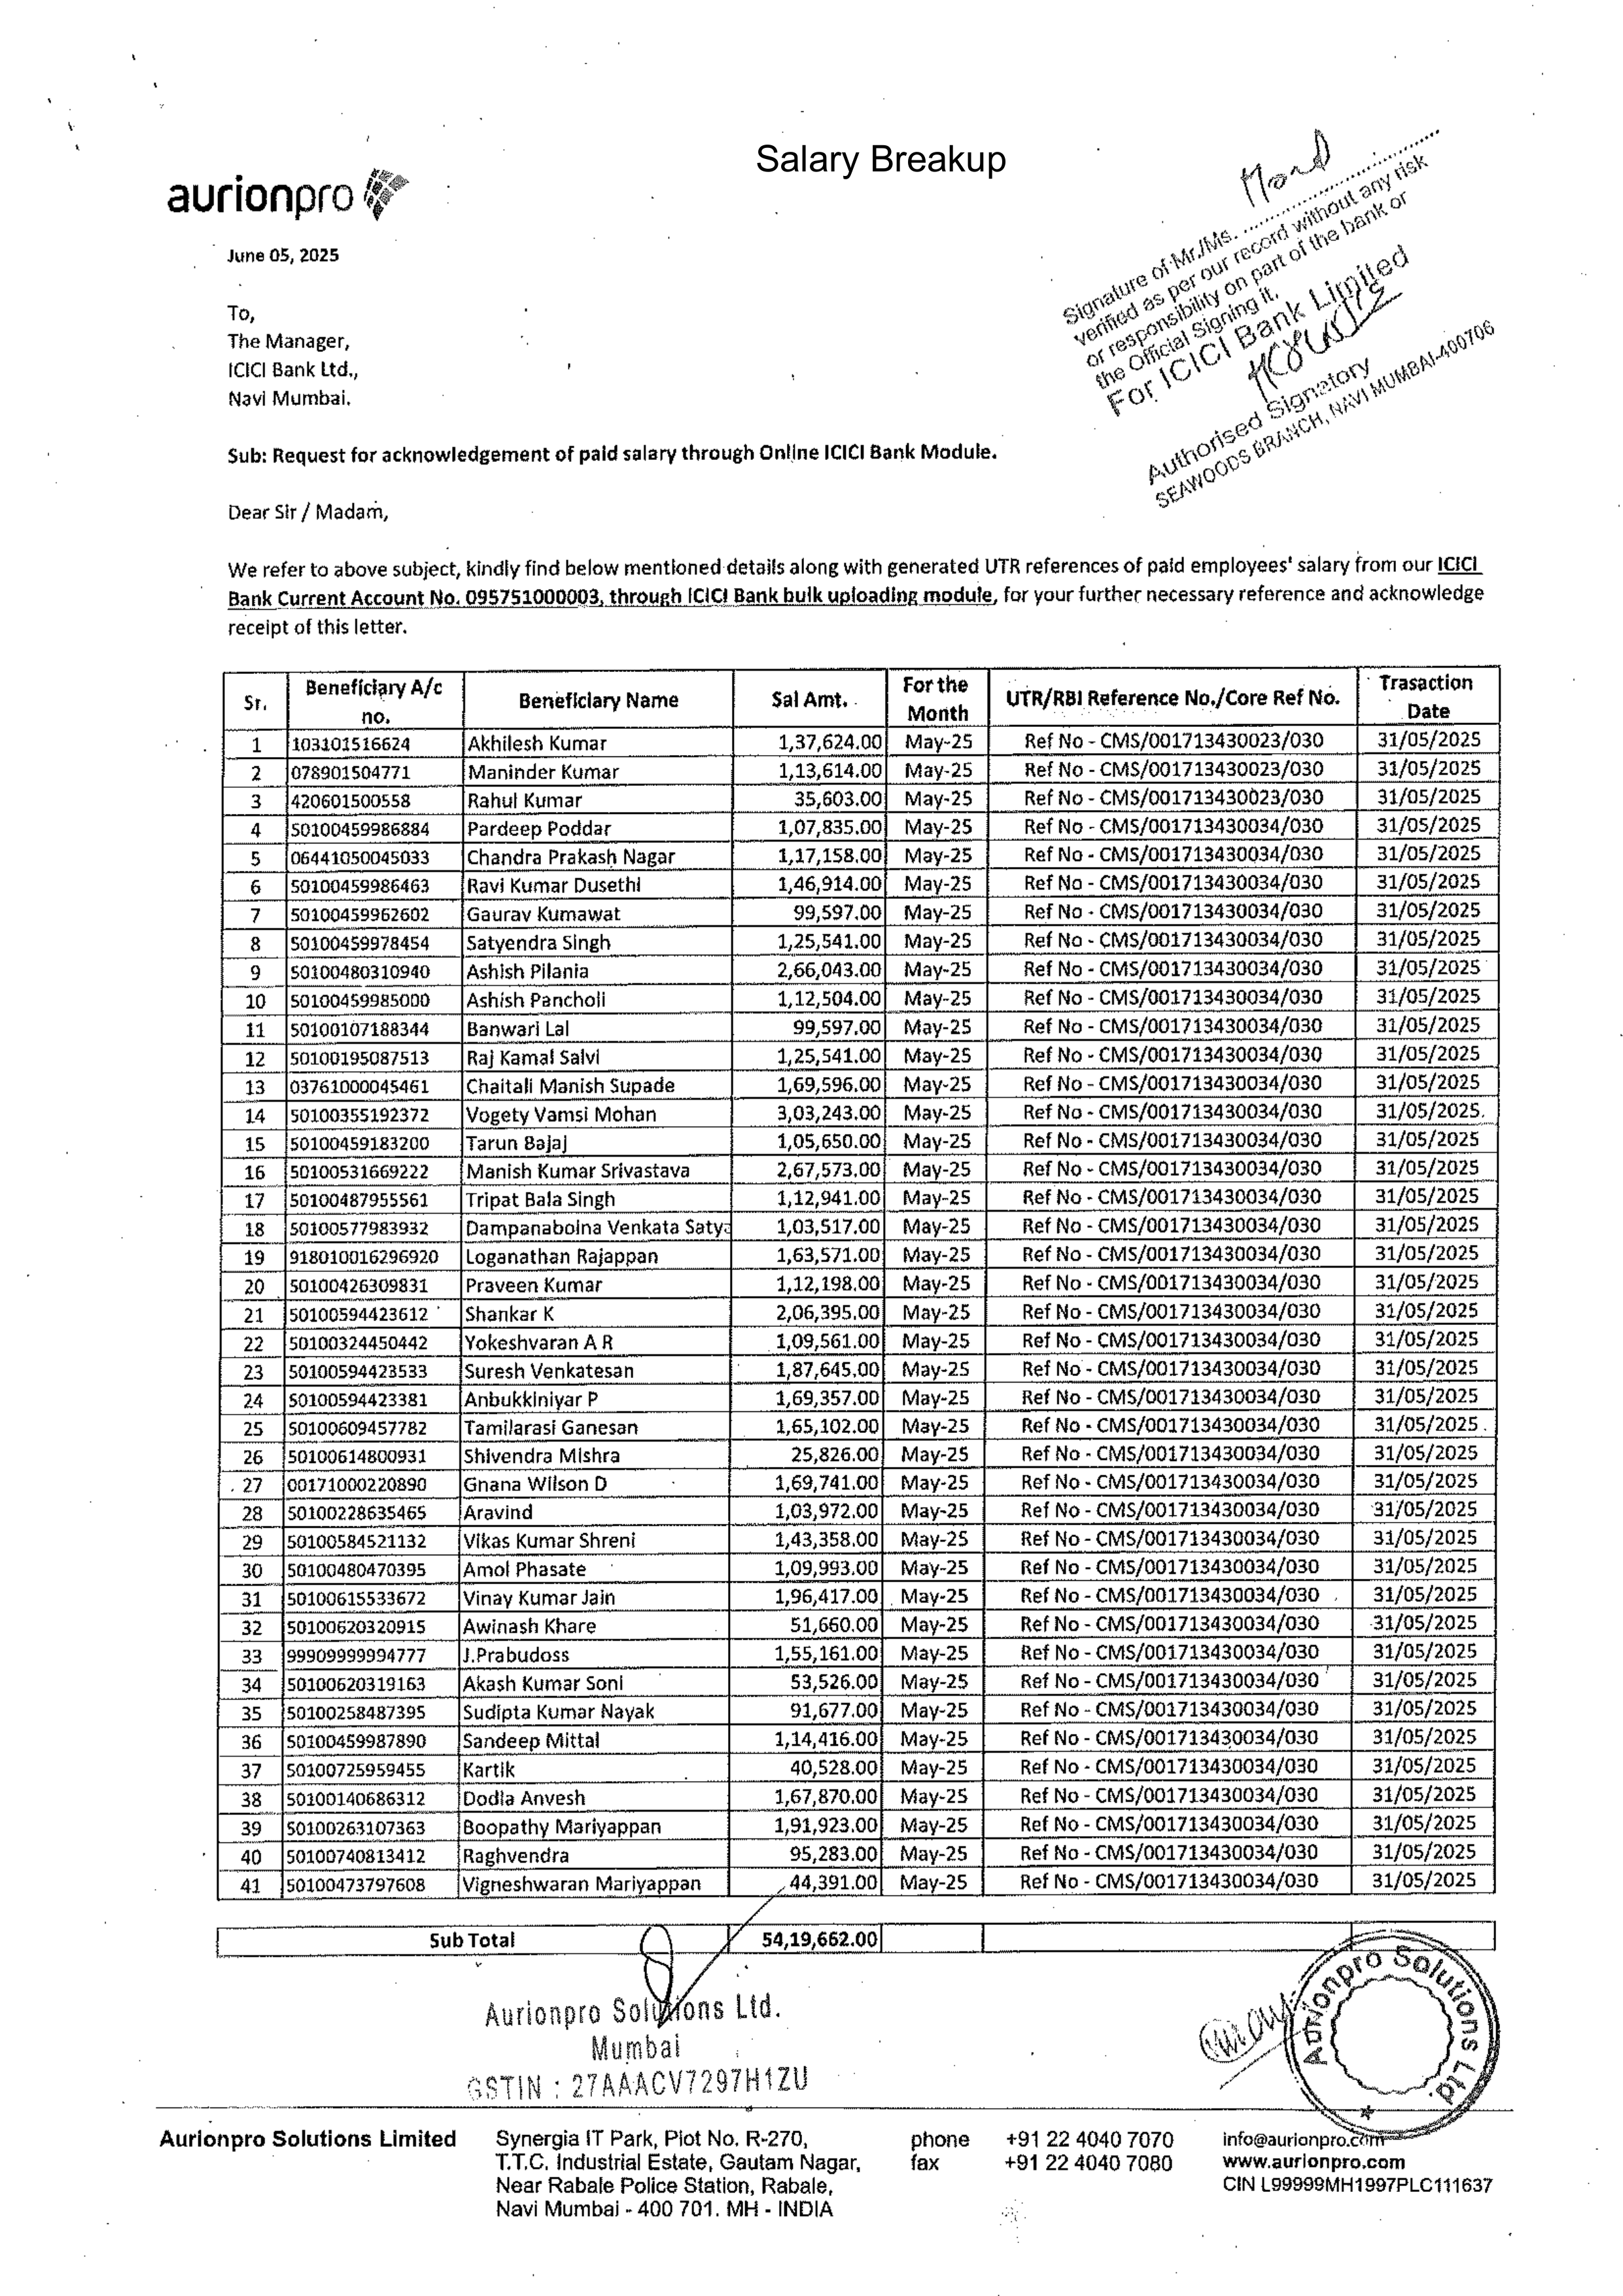 Salary Breakup
aurionpro
June 05, 2025
To,
The Manager,
ICICI Bank Ltd.,
Navi Mumbai.
Signature of Mr./Ms. ..............................
verified as per our record without any risk
or responsibility on part of the bank or
the Official Signing it.
For ICICI Bank Limited
Authorised Signatory
SEAWOODS BRANCH, NAVI MUMBAI-400706
Sub: Request for acknowledgement of paid salary through Online ICICI Bank Module.
Dear Sir / Madam,
We refer to above subject, kindly find below mentioned details along with generated UTR references of paid employees' salary from our ICICI
Bank Current Account No. 095751000003, through ICICI Bank bulk uploading module, for your further necessary reference and acknowledge
receipt of this letter.
Sr. Beneficiary A/c no. Beneficiary Name Sal Amt. For the Month UTR/RBI Reference No./Core Ref No. Trasaction Date
1 103101516624 Akhilesh Kumar 1,37,624.00 May-25 Ref No - CMS/001713430023/030 31/05/2025
2 078901504771 Maninder Kumar 1,13,614.00 May-25 Ref No - CMS/001713430023/030 31/05/2025
3 420601500558 Rahul Kumar 35,603.00 May-25 Ref No - CMS/001713430023/030 31/05/2025
4 50100459986884 Pardeep Poddar 1,07,835.00 May-25 Ref No - CMS/001713430034/030 31/05/2025
5 06441050045033 Chandra Prakash Nagar 1,17,158.00 May-25 Ref No - CMS/001713430034/030 31/05/2025
6 50100459986463 Ravi Kumar Dusethi 1,46,914.00 May-25 Ref No - CMS/001713430034/030 31/05/2025
7 50100459962602 Gaurav Kumawat 99,597.00 May-25 Ref No - CMS/001713430034/030 31/05/2025
8 50100459978454 Satyendra Singh 1,25,541.00 May-25 Ref No - CMS/001713430034/030 31/05/2025
9 50100480310940 Ashish Pilania 2,66,043.00 May-25 Ref No - CMS/001713430034/030 31/05/2025
10 50100459985000 Ashish Pancholi 1,12,504.00 May-25 Ref No - CMS/001713430034/030 31/05/2025
11 50100107188344 Banwari Lal 99,597.00 May-25 Ref No - CMS/001713430034/030 31/05/2025
12 50100195087513 Raj Kamal Salvi 1,25,541.00 May-25 Ref No - CMS/001713430034/030 31/05/2025
13 03761000045461 Chaitali Manish Supade 1,69,596.00 May-25 Ref No - CMS/001713430034/030 31/05/2025
14 50100355192372 Vogety Vamsi Mohan 3,03,243.00 May-25 Ref No - CMS/001713430034/030 31/05/2025
15 50100459183200 Tarun Bajaj 1,05,650.00 May-25 Ref No - CMS/001713430034/030 31/05/2025
16 50100531669222 Manish Kumar Srivastava 2,67,573.00 May-25 Ref No - CMS/001713430034/030 31/05/2025
17 50100487955561 Tripat Bala Singh 1,12,941.00 May-25 Ref No - CMS/001713430034/030 31/05/2025
18 50100577983932 Dampanaboina Venkata Satya 1,03,517.00 May-25 Ref No - CMS/001713430034/030 31/05/2025
19 918010016296920 Loganathan Rajappan 1,63,571.00 May-25 Ref No - CMS/001713430034/030 31/05/2025
20 50100426309831 Praveen Kumar 1,12,198.00 May-25 Ref No - CMS/001713430034/030 31/05/2025
21 50100594423612 Shankar K 2,06,395.00 May-25 Ref No - CMS/001713430034/030 31/05/2025
22 50100324450442 Yokeshvaran A R 1,09,561.00 May-25 Ref No - CMS/001713430034/030 31/05/2025
23 50100594423533 Suresh Venkatesan 1,87,645.00 May-25 Ref No - CMS/001713430034/030 31/05/2025
24 50100594423381 Anbukkiniyar P 1,69,357.00 May-25 Ref No - CMS/001713430034/030 31/05/2025
25 50100609457782 Tamilarasi Ganesan 1,65,102.00 May-25 Ref No - CMS/001713430034/030 31/05/2025
26 50100614800931 Shivendra Mishra 25,826.00 May-25 Ref No - CMS/001713430034/030 31/05/2025
27 00171000220890 Gnana Wilson D 1,69,741.00 May-25 Ref No - CMS/001713430034/030 31/05/2025
28 50100228635465 Aravind 1,03,972.00 May-25 Ref No - CMS/001713430034/030 31/05/2025
29 50100584521132 Vikas Kumar Shreni 1,43,358.00 May-25 Ref No - CMS/001713430034/030 31/05/2025
30 50100480470395 Amol Phasate 1,09,993.00 May-25 Ref No - CMS/001713430034/030 31/05/2025
31 50100615533672 Vinay Kumar Jain 1,96,417.00 May-25 Ref No - CMS/001713430034/030 31/05/2025
32 50100620320915 Awinash Khare 51,660.00 May-25 Ref No - CMS/001713430034/030 31/05/2025
33 99909999994777 J.Prabudoss 1,55,161.00 May-25 Ref No - CMS/001713430034/030 31/05/2025
34 50100620319163 Akash Kumar Soni 53,526.00 May-25 Ref No - CMS/001713430034/030 31/05/2025
35 50100258487395 Sudipta Kumar Nayak 91,677.00 May-25 Ref No - CMS/001713430034/030 31/05/2025
36 50100459987890 Sandeep Mittal 1,14,416.00 May-25 Ref No - CMS/001713430034/030 31/05/2025
37 50100725959455 Kartik 40,528.00 May-25 Ref No - CMS/001713430034/030 31/05/2025
38 50100140686312 Dodla Anvesh 1,67,870.00 May-25 Ref No - CMS/001713430034/030 31/05/2025
39 50100263107363 Boopathy Mariyappan 1,91,923.00 May-25 Ref No - CMS/001713430034/030 31/05/2025
40 50100740813412 Raghvendra 95,283.00 May-25 Ref No - CMS/001713430034/030 31/05/2025
41 50100473797608 Vigneshwaran Mariyappan 44,391.00 May-25 Ref No - CMS/001713430034/030 31/05/2025
Sub Total 54,19,662.00
Aurionpro Solutions Ltd.
Mumbai
GSTIN : 27AAACV7297H1ZU
Aurionpro Solutions Ltd.
Aurionpro Solutions Limited Synergia IT Park, Plot No. R-270, phone +91 22 4040 7070 info@aurionpro.com
T.T.C. Industrial Estate, Gautam Nagar, fax +91 22 4040 7080 www.aurionpro.com
Near Rabale Police Station, Rabale, CIN L99999MH1997PLC111637
Navi Mumbai - 400 701. MH - INDIA